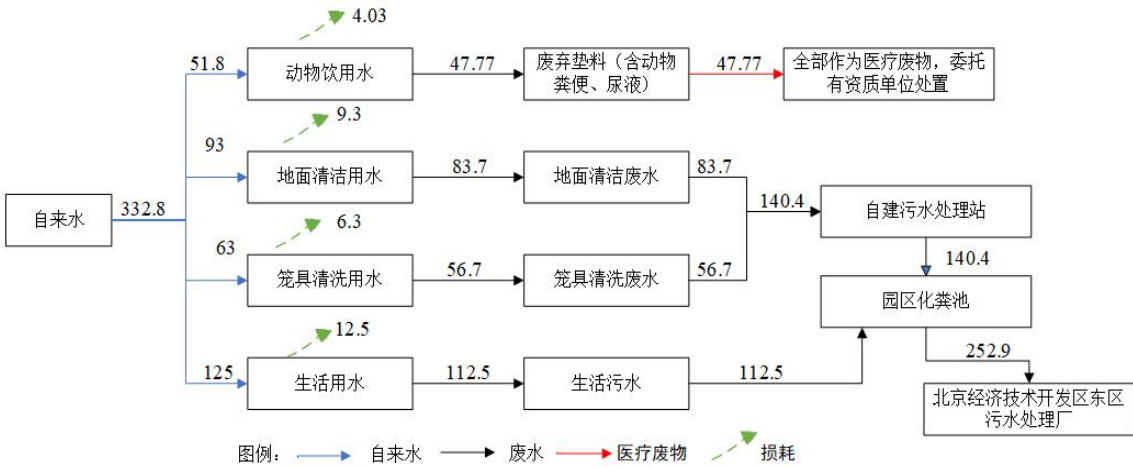 4.03
51.8
动物饮用水
47.77
废弃垫料（含动物
粪便、尿液）
47.77
全部作为医疗废物，委托
有资质单位处置
9.3
93
地面清洁用水
83.7
地面清洁废水
83.7
自来水
332.8
140.4
自建污水处理站
6.3
63
笼具清洗用水
56.7
笼具清洗废水
56.7
140.4
园区化粪池
12.5
125
生活用水
112.5
生活污水
112.5
252.9
北京经济技术开发区东区
污水处理厂
图例：
自来水
废水
医疗废物
损耗